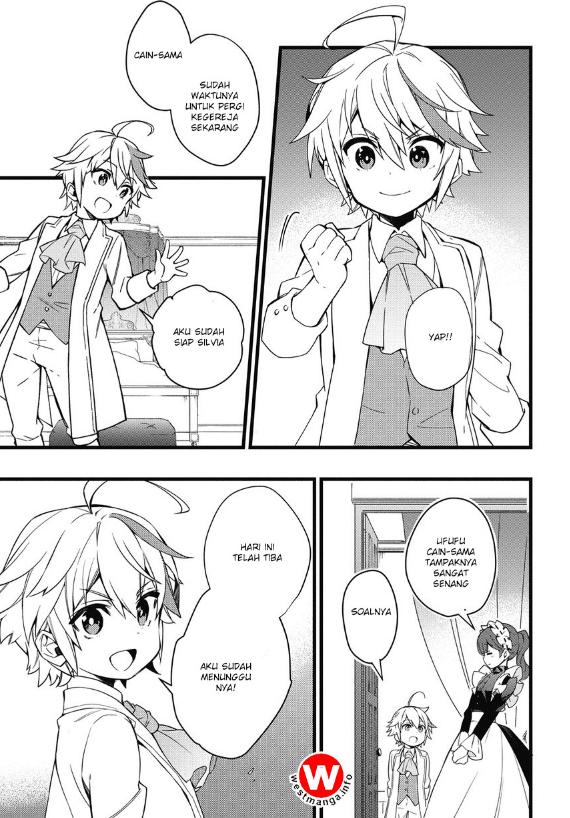 YAP!!
CAIN-SAMA
SUDAH
WAKTUNYA
UNTUK PERGI
KEGEREJA
SEKARANG
AKU SUDAH
SIAP SILVIA
UFUFU
CAIN-SAMA
TAMPAKNYA
SANGAT
SENANG
SOALNYA
HARI INI
TELAH TIBA
AKU SUDAH
MENUNGGU
NYA!
W
westmanga.info